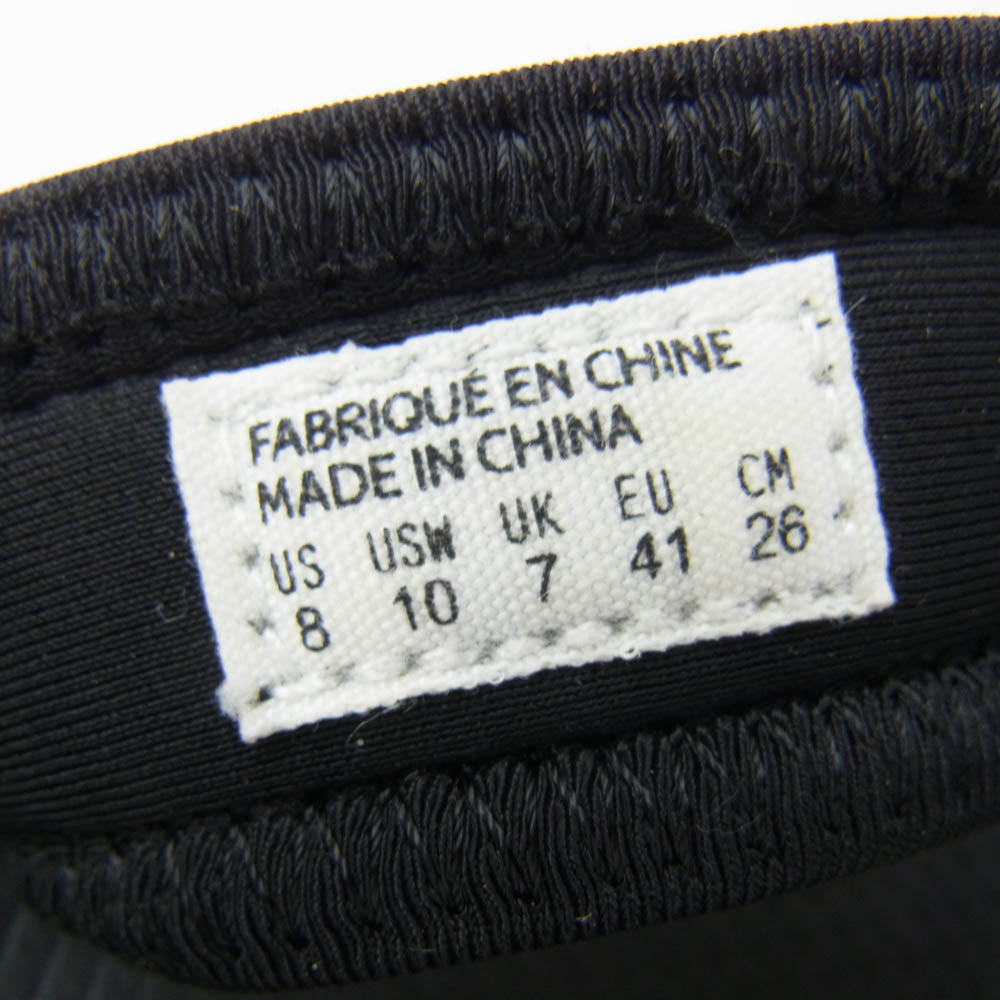 FABRIQUÉ EN CHINE
MADE IN CHINA
US USW UK EU CM
8 10 7 41 26